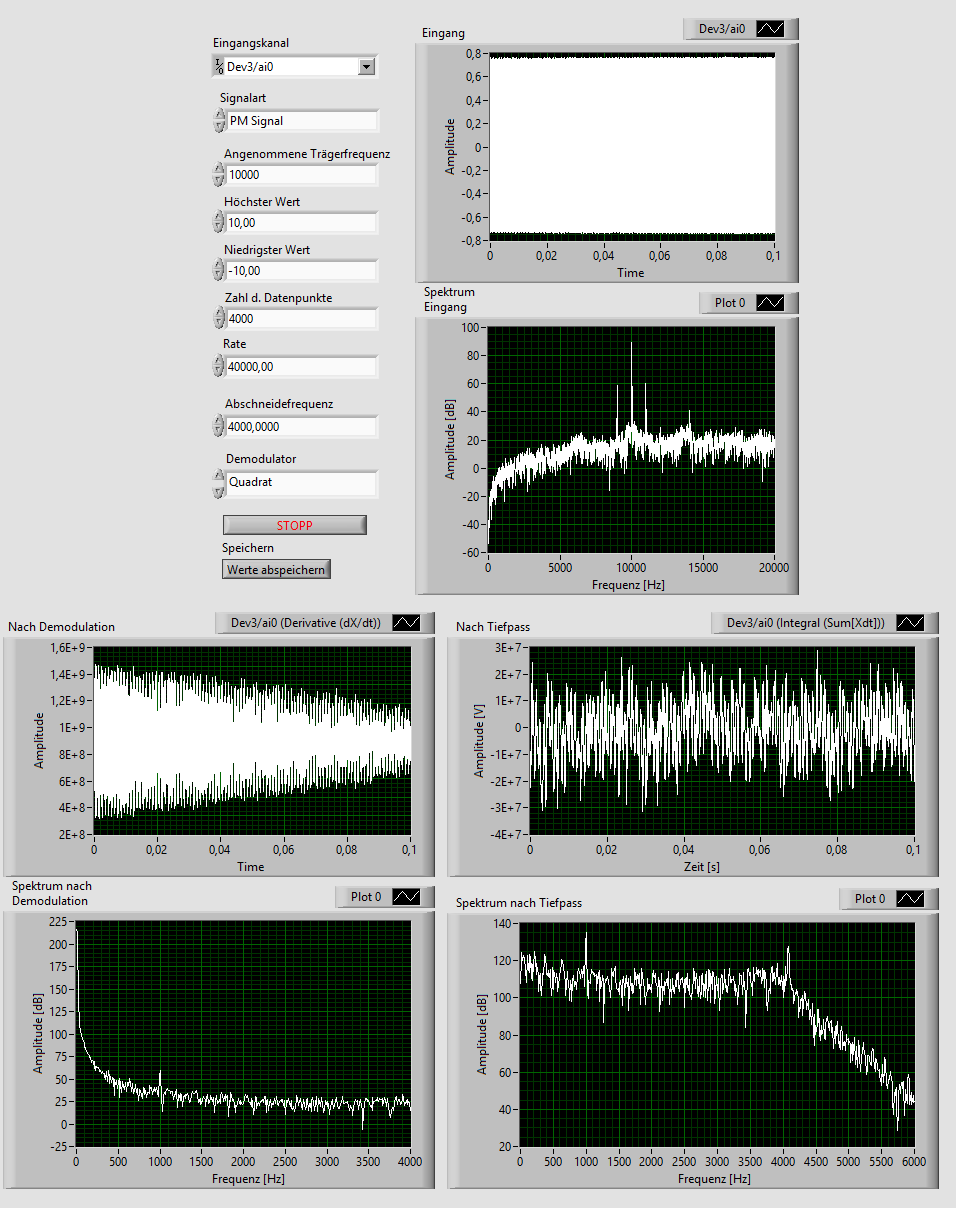 Eingangskanal
I/O Dev3/ai0
Signalart
PM Signal
Angenommene Trägerfrequenz
10000
Höchster Wert
10,00
Niedrigster Wert
-10,00
Zahl d. Datenpunkte
4000
Rate
40000,00
Abschneidefrequenz
4000,0000
Demodulator
Quadrat
STOPP
Speichern
Werte abspeichern
Eingang
Dev3/ai0
Amplitude
0,8
0,6
0,4
0,2
0
-0,2
-0,4
-0,6
-0,8
0 0,02 0,04 0,06 0,08 0,1
Time
Spektrum
Eingang
Plot 0
Amplitude [dB]
100
80
60
40
20
0
-20
-40
-60
0 5000 10000 15000 20000
Frequenz [Hz]
Nach Demodulation
Dev3/ai0 (Derivative (dX/dt))
Amplitude
1,6E+9
1,4E+9
1,2E+9
1E+9
8E+8
6E+8
4E+8
2E+8
0 0,02 0,04 0,06 0,08 0,1
Time
Nach Tiefpass
Dev3/ai0 (Integral (Sum[Xdt]))
Amplitude [V]
3E+7
2E+7
1E+7
0
-1E+7
-2E+7
-3E+7
-4E+7
0 0,02 0,04 0,06 0,08 0,1
Zeit [s]
Spektrum nach
Demodulation
Plot 0
Amplitude [dB]
225
200
175
150
125
100
75
50
25
0
-25
0 500 1000 1500 2000 2500 3000 3500 4000
Frequenz [Hz]
Spektrum nach Tiefpass
Plot 0
Amplitude [dB]
140
120
100
80
60
40
20
0 500 1000 1500 2000 2500 3000 3500 4000 4500 5000 5500 6000
Frequenz [Hz]